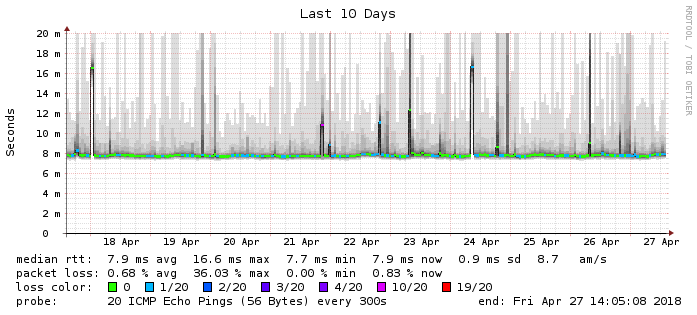 Last 10 Days
RRDTOOL / TOBI OETIKER
Seconds
20 m
18 m
16 m
14 m
12 m
10 m
8 m
6 m
4 m
2 m
0
18 Apr 19 Apr 20 Apr 21 Apr 22 Apr 23 Apr 24 Apr 25 Apr 26 Apr 27 Apr
median rtt: 7.9 ms avg 16.6 ms max 7.7 ms min 7.9 ms now 0.9 ms sd 8.7 am/s
packet loss: 0.68 % avg 36.03 % max 0.00 % min 0.83 % now
loss color: 0 1/20 2/20 3/20 4/20 10/20 19/20
probe: 20 ICMP Echo Pings (56 Bytes) every 300s end: Fri Apr 27 14:05:08 2018